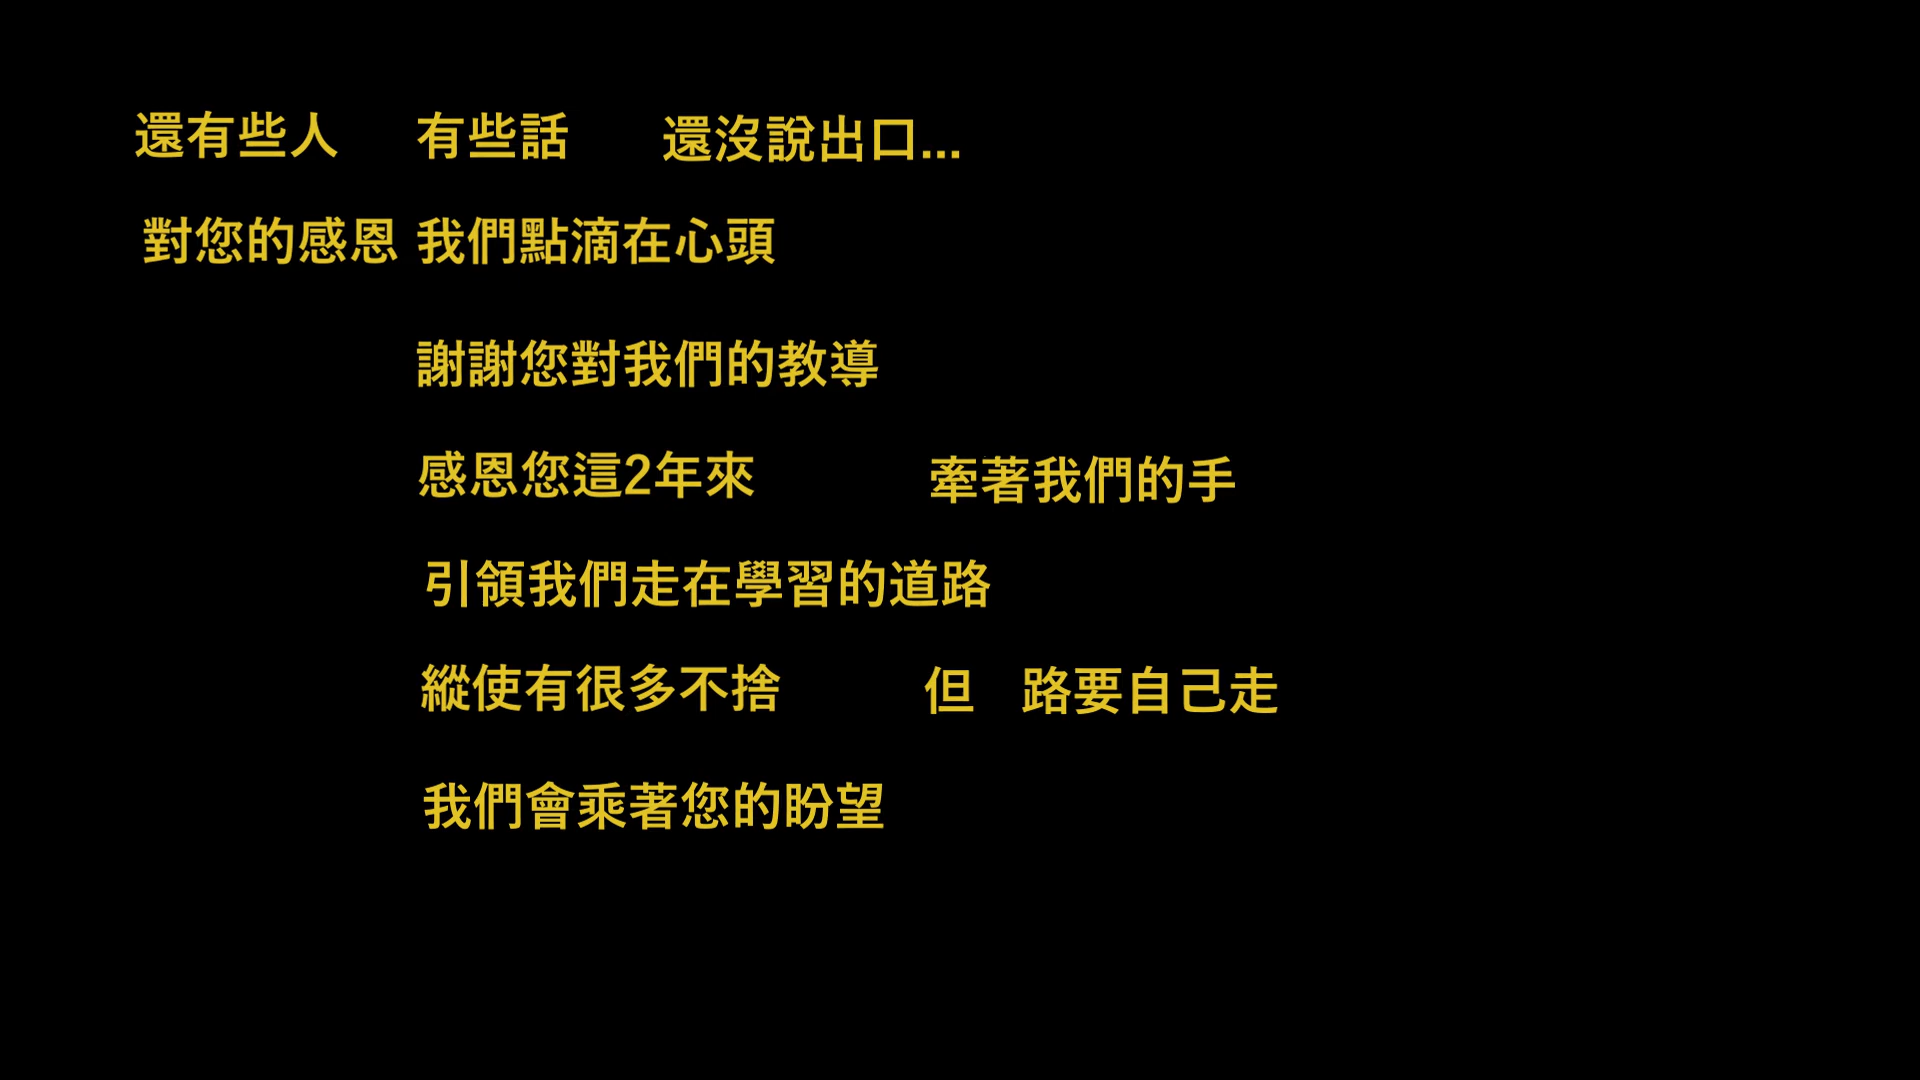 還有些人 有些話 還沒說出口...
對您的感恩 我們點滴在心頭
謝謝您對我們的教導
感恩您這2年來 牽著我們的手
引領我們走在學習的道路
縱使有很多不捨 但 路要自己走
我們會乘著您的盼望